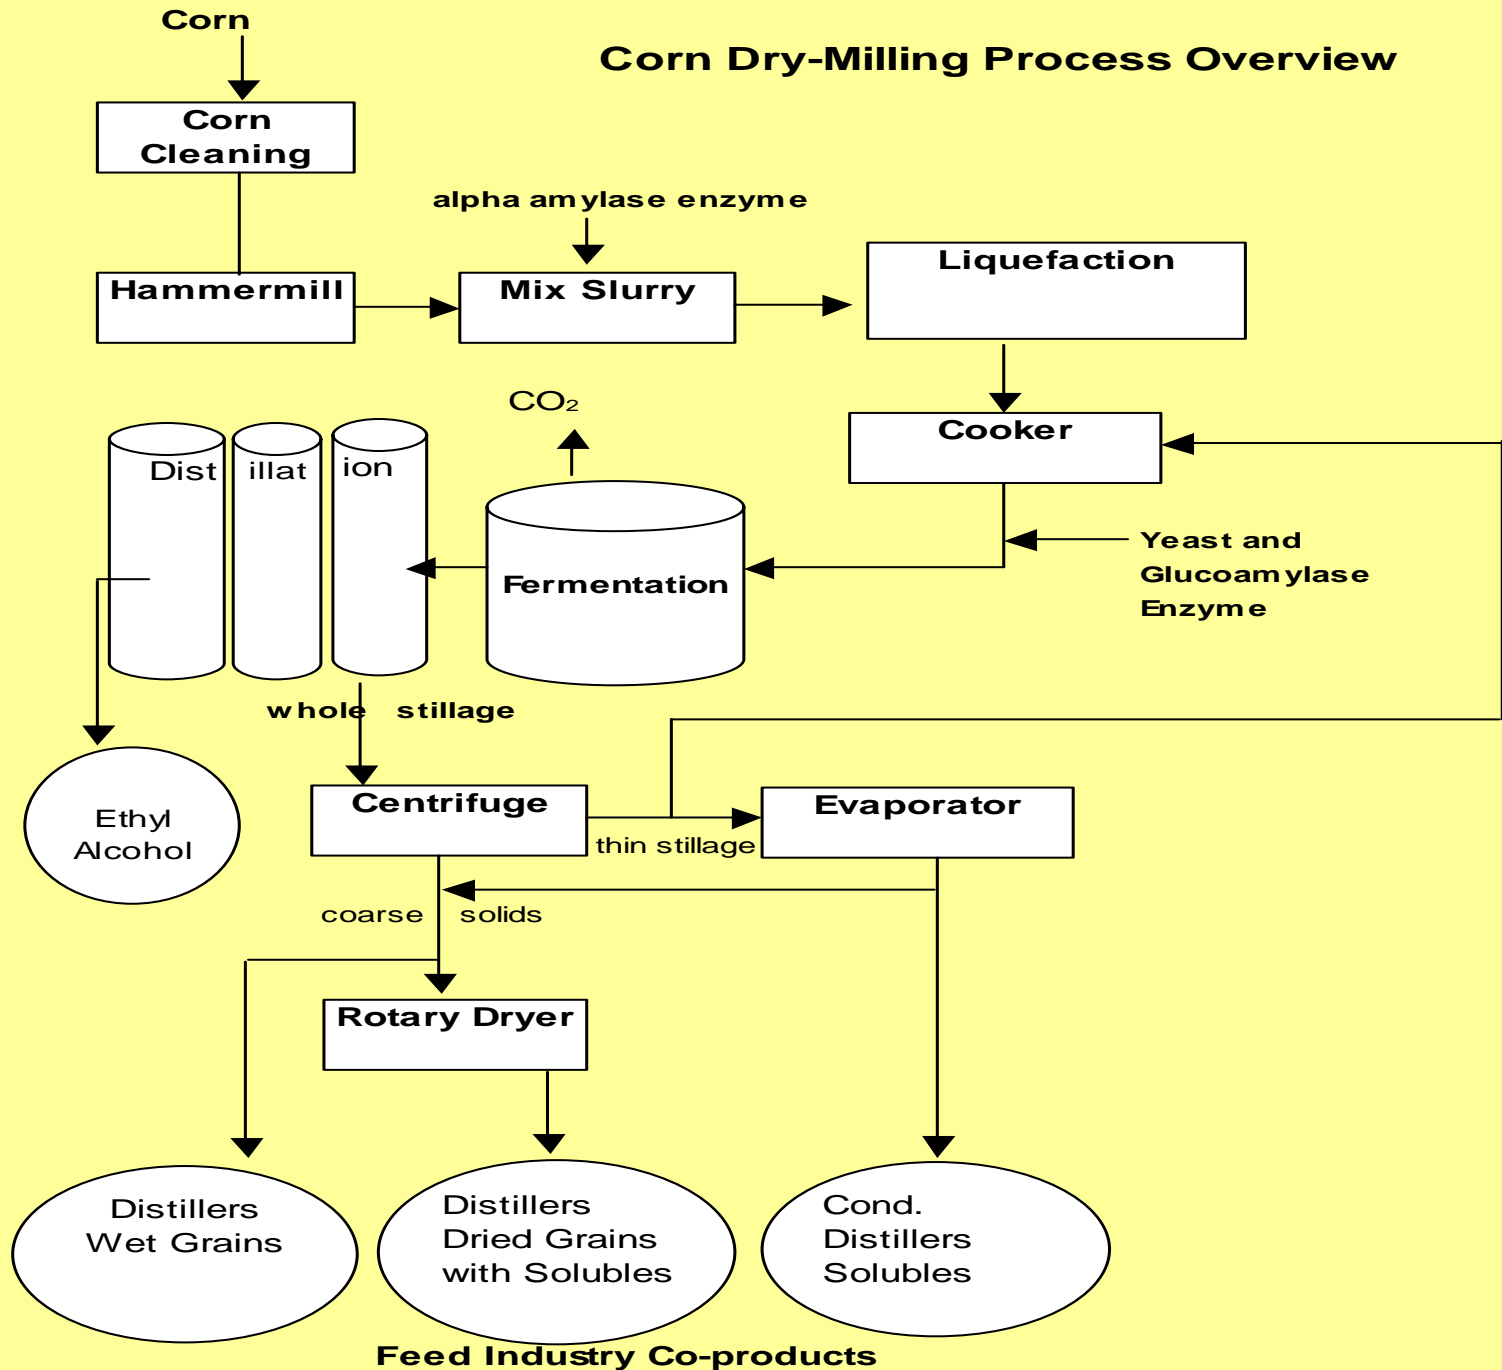 Corn
Corn Dry-Milling Process Overview
Corn
Cleaning
alpha amylase enzyme
Hammermill
Mix Slurry
Liquefaction
CO₂
Cooker
Dist
illat
ion
Yeast and
Glucoamylase
Enzyme
Fermentation
whole stillage
Centrifuge
Evaporator
Ethyl
Alcohol
thin stillage
coarse solids
Rotary Dryer
Distillers
Wet Grains
Distillers
Dried Grains
with Solubles
Cond.
Distillers
Solubles
Feed Industry Co-products